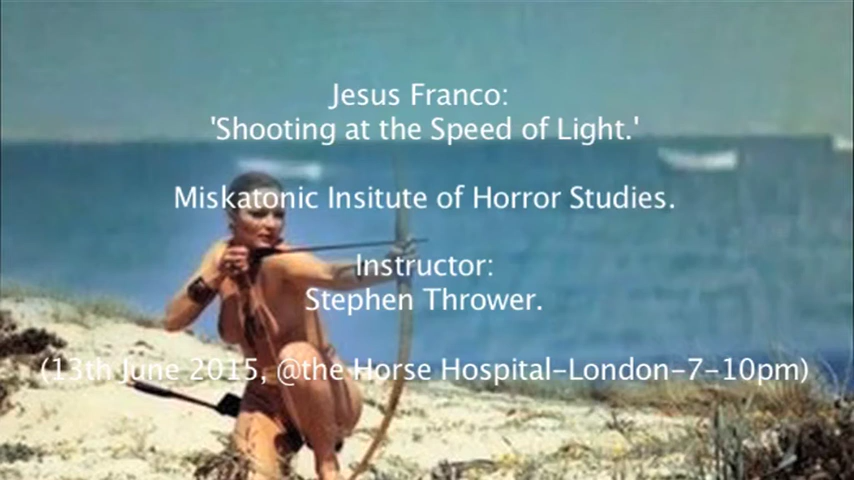 Jesus Franco:
'Shooting at the Speed of Light.'
Miskatonic Insitute of Horror Studies.
Instructor:
Stephen Thrower.
(13th June 2015, @the Horse Hospital-London-7-10pm)